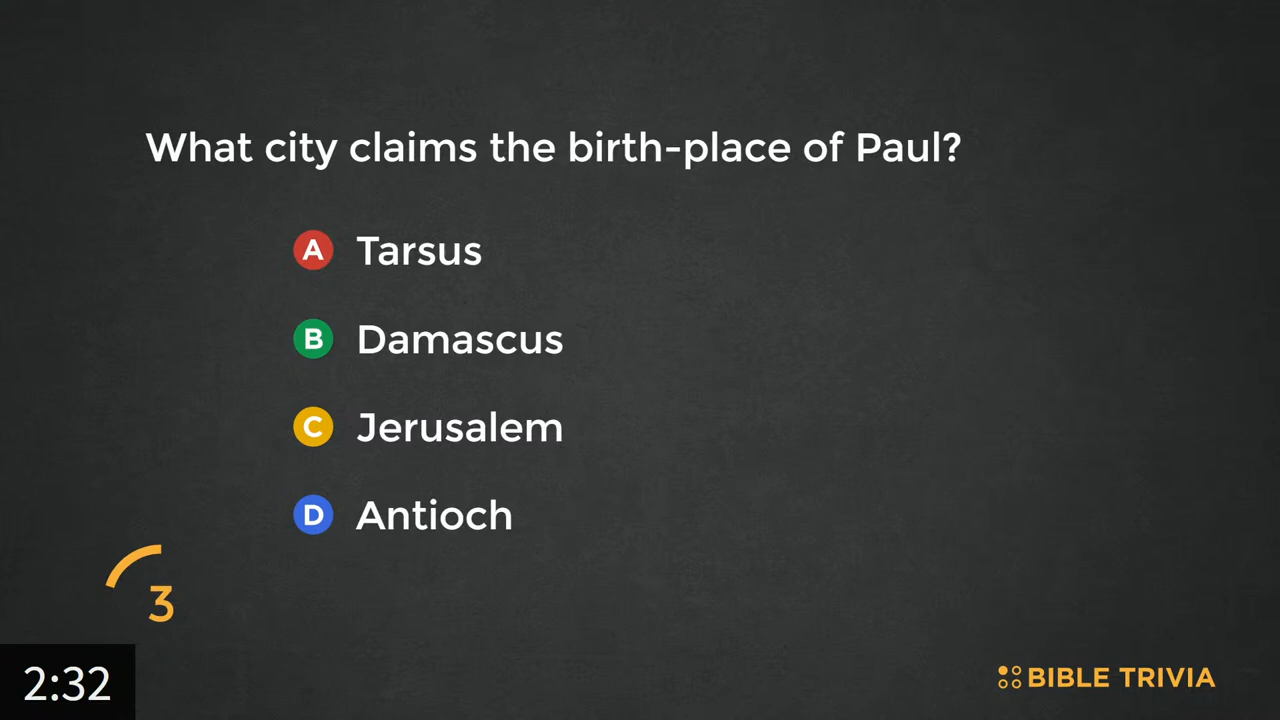 What city claims the birth-place of Paul?
A Tarsus
B Damascus
C Jerusalem
D Antioch
3
2:32
BIBLE TRIVIA